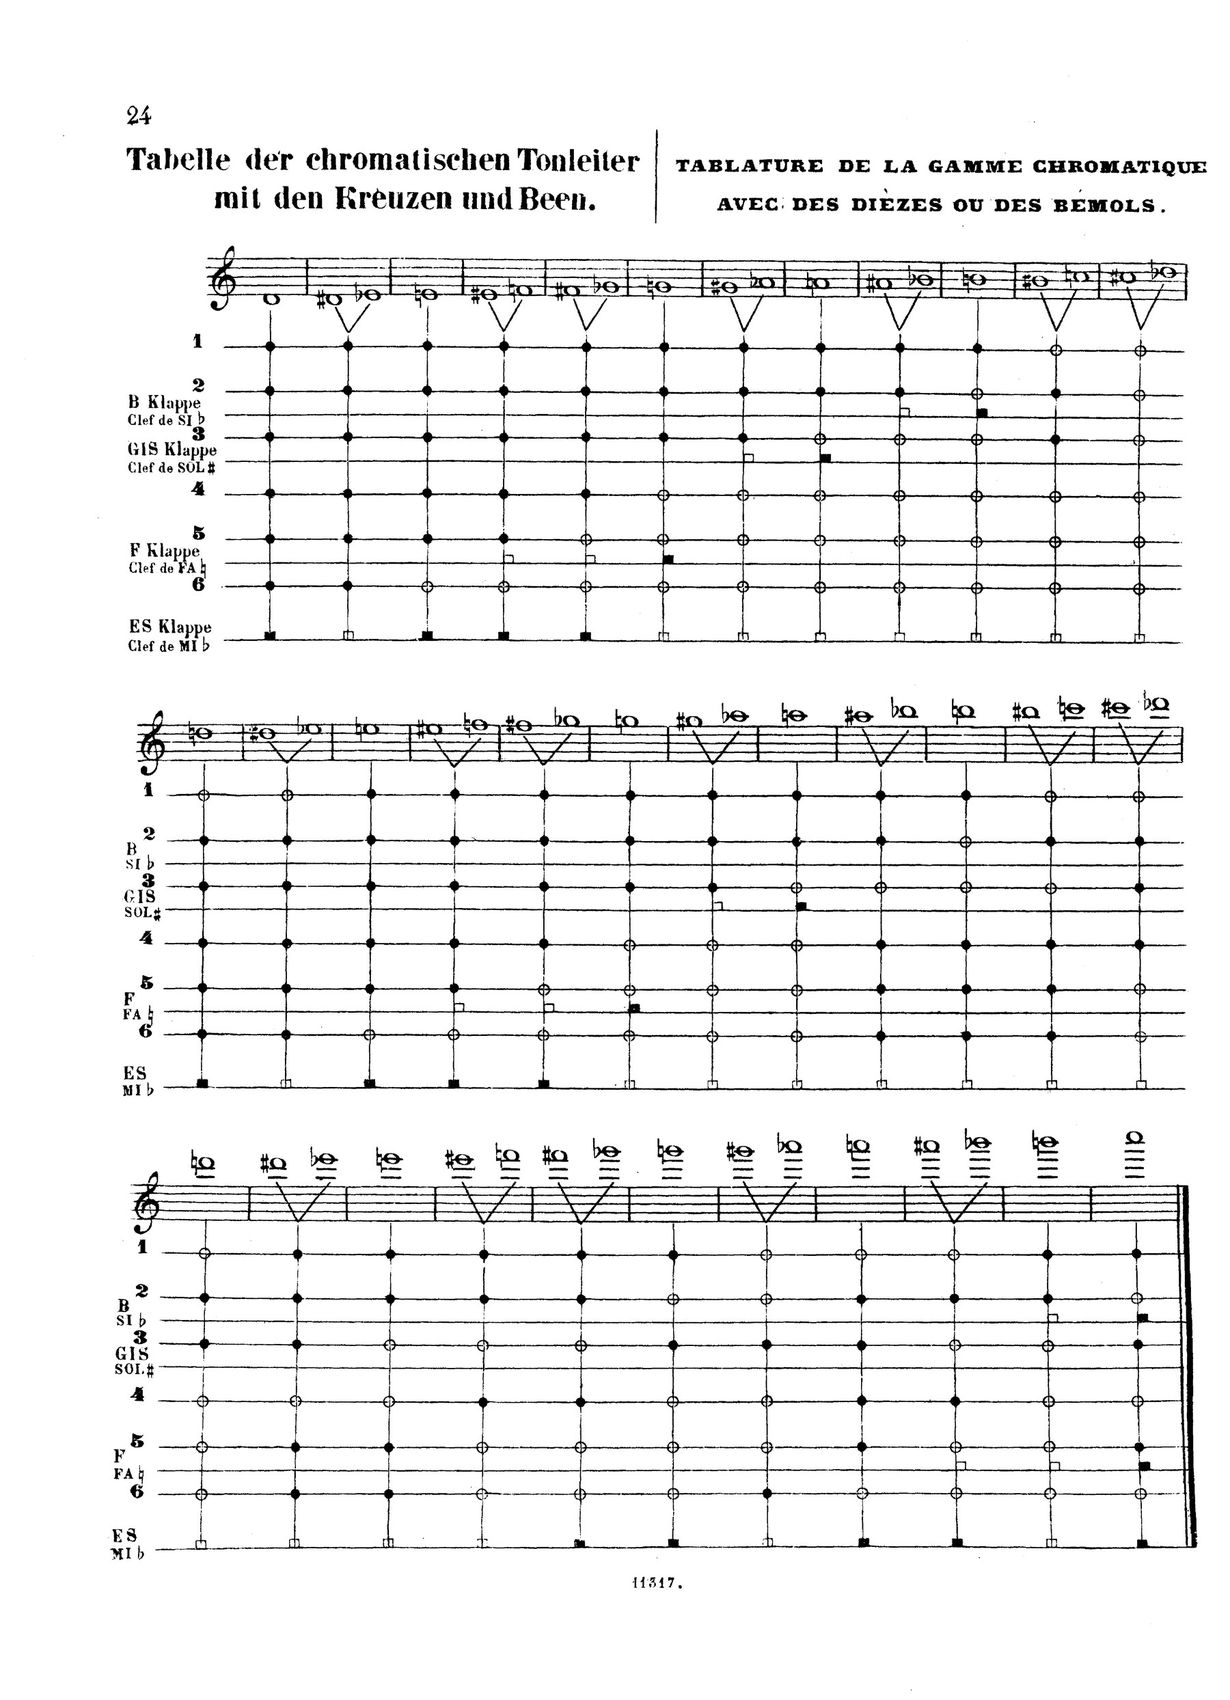 24
Tabelle der chromatischen Tonleiter
mit den Kreuzen und Been.
TABLATURE DE LA GAMME CHROMATIQUE
AVEC DES DIÈZES OU DES BÉMOLS.
1
2
B Klappe
Clef de SI♭
3
GIS Klappe
Clef de SOL♯
4
5
F Klappe
Clef de FA♮
6
ES Klappe
Clef de MI♭
1
2
B
SI♭
3
GIS
SOL♯
4
5
F
FA♮
6
ES
MI♭
1
2
B
SI♭
3
GIS
SOL♯
4
5
F
FA♮
6
ES
MI♭
11317.